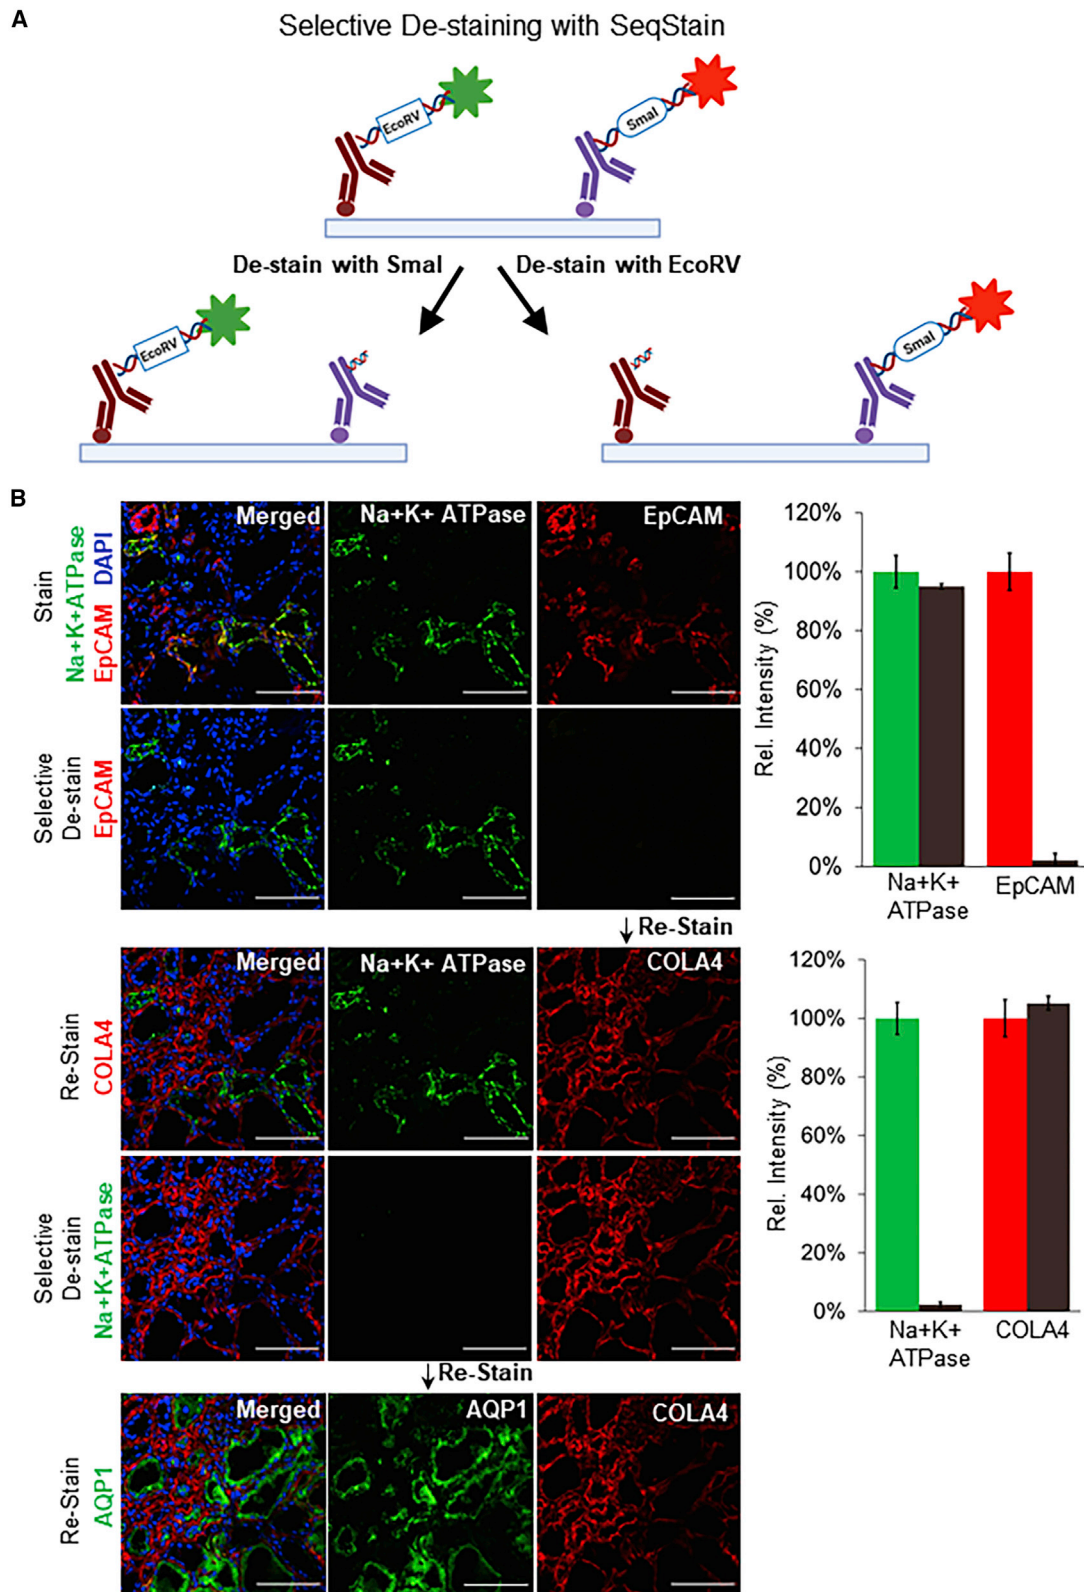 A
Selective De-staining with SeqStain
EcoRV
SmaI
De-stain with SmaI
De-stain with EcoRV
EcoRV
SmaI
B
Stain
Na+K+ATPase DAPI
EpCAM
Merged
Na+K+ ATPase
EpCAM
Selective
De-stain
EpCAM
120%
100%
80%
60%
40%
20%
0%
Rel. Intensity (%)
Na+K+
ATPase
EpCAM
↓Re-Stain
Re-Stain
COLA4
Merged
Na+K+ ATPase
COLA4
Selective
De-stain
Na+K+ATPase
120%
100%
80%
60%
40%
20%
0%
Rel. Intensity (%)
Na+K+
ATPase
COLA4
↓Re-Stain
Re-Stain
AQP1
Merged
AQP1
COLA4